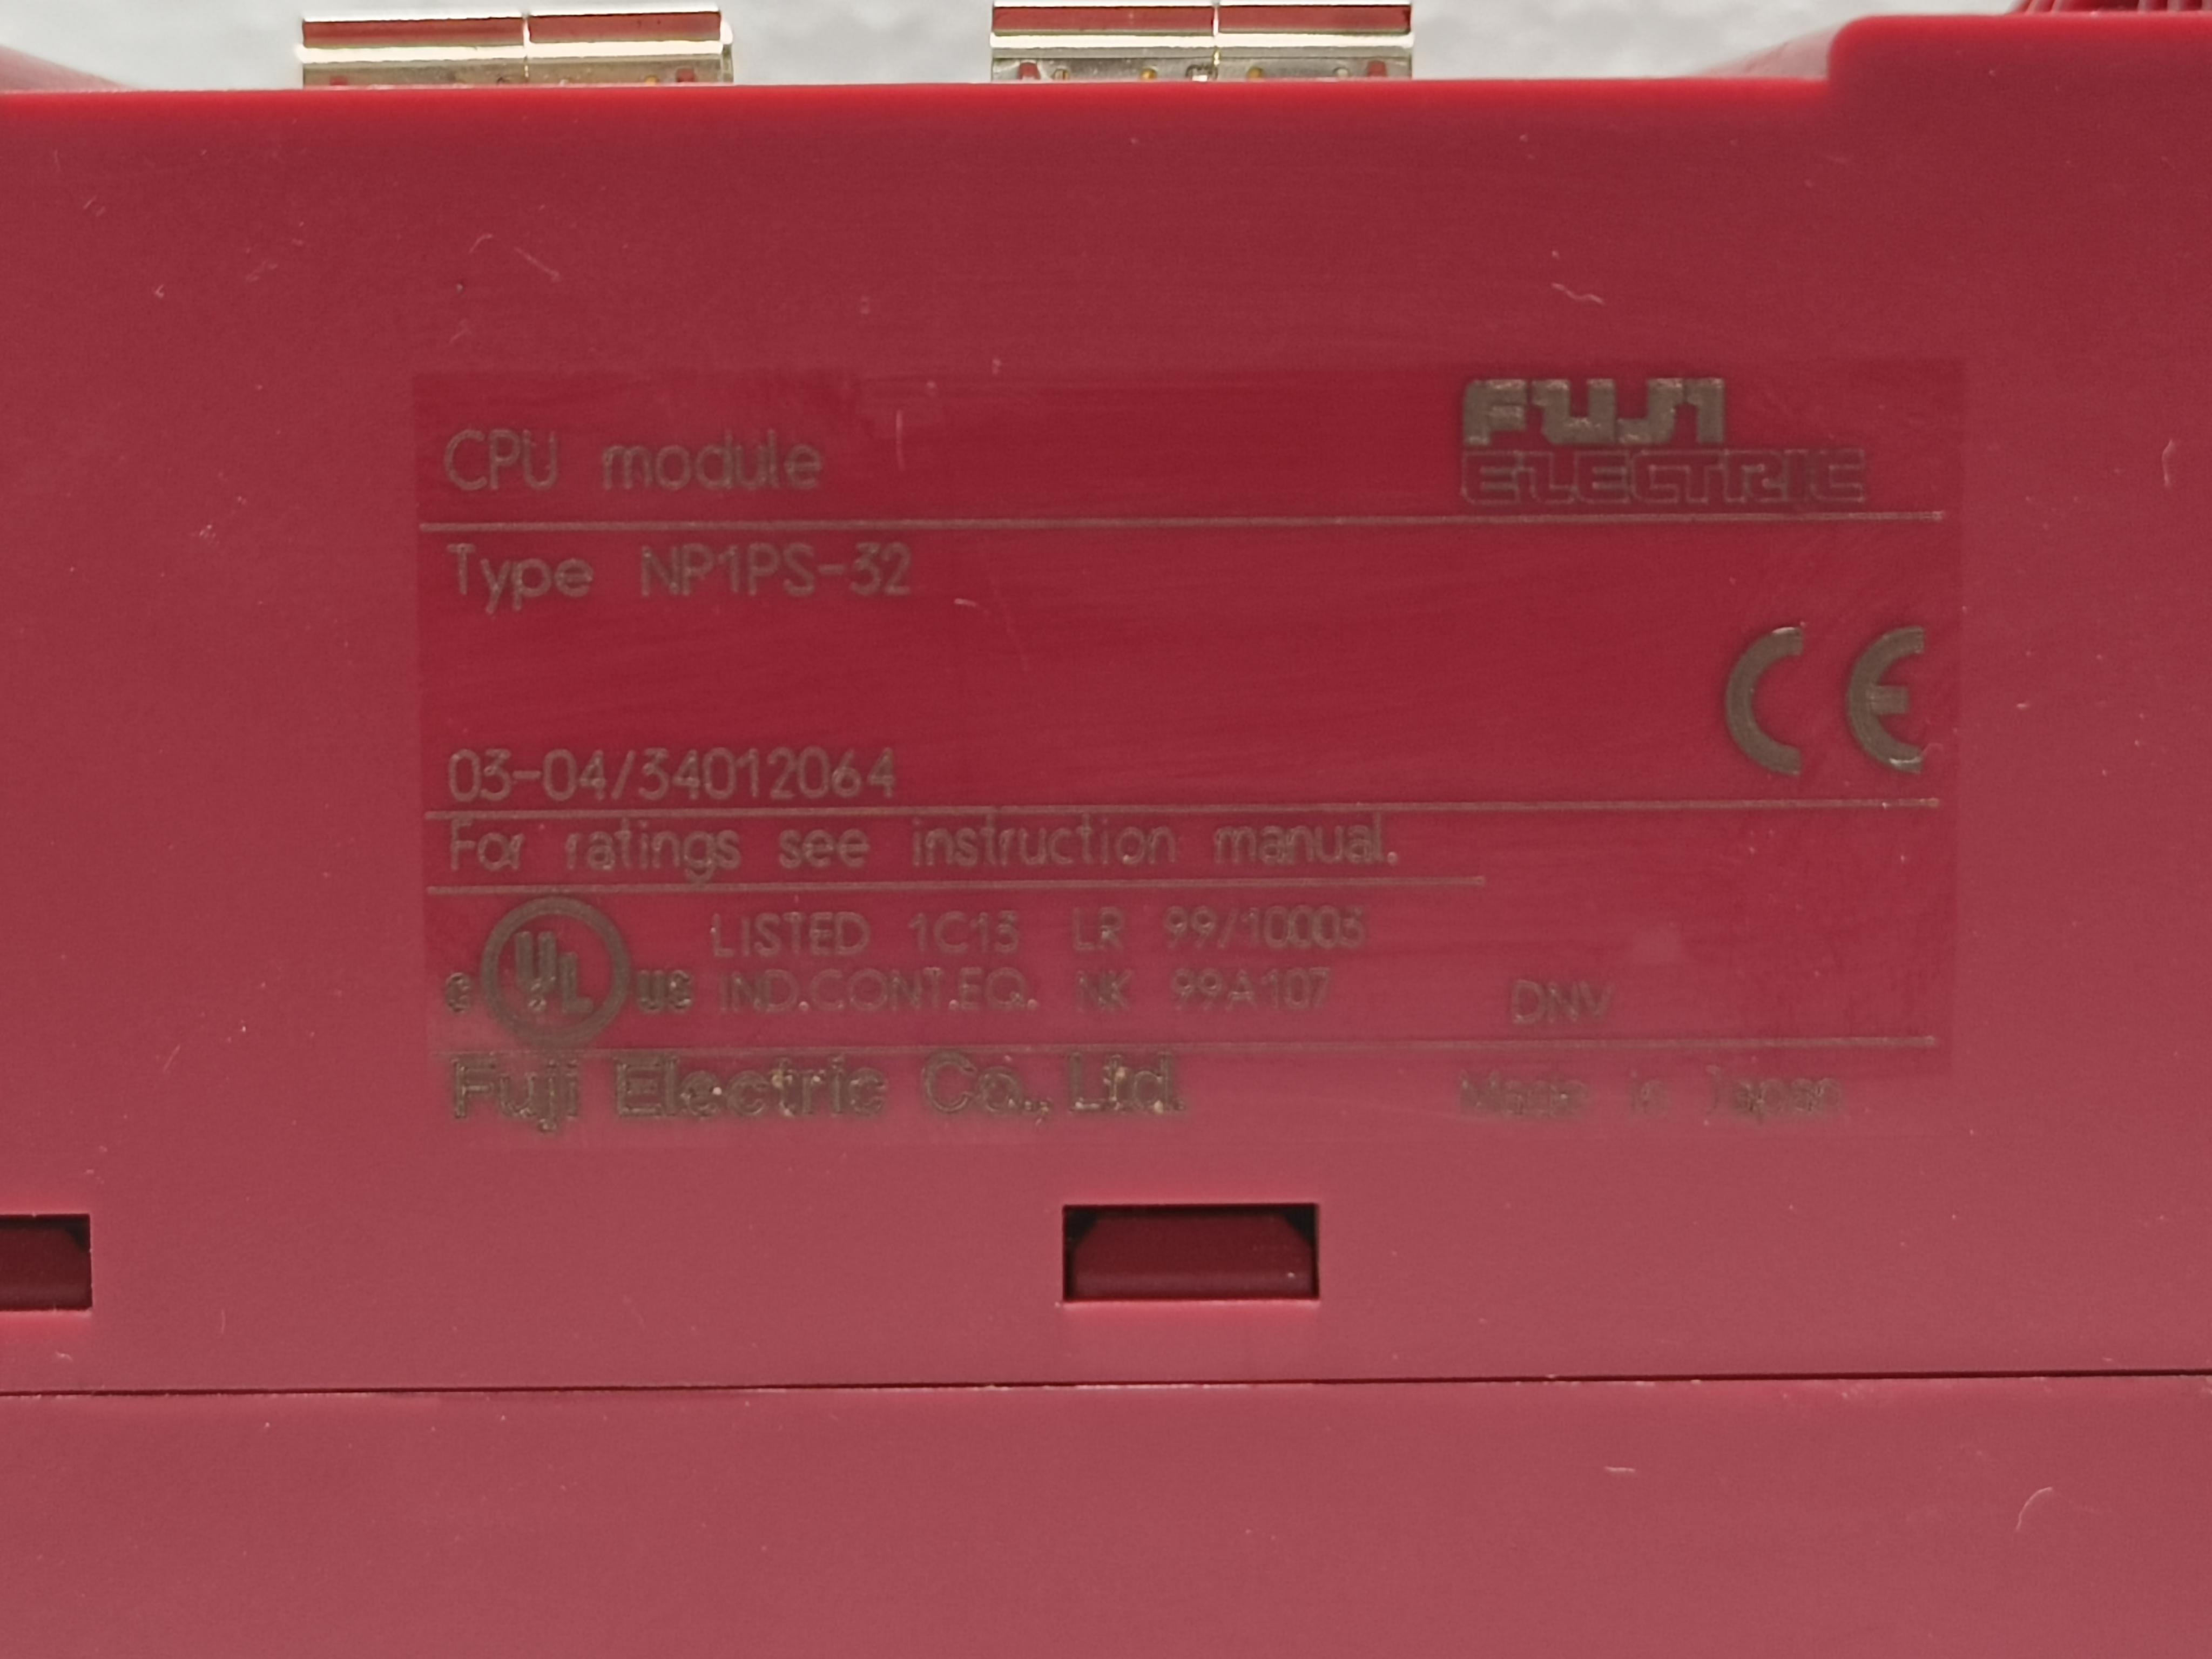 CPU module
FUJI
ELECTRIC
Type NP1PS-32
CE
03-04/34012064
For ratings see instruction manual.
LISTED 1C13 LR 99/10003
c UL us IND.CONT.EQ. NK 99A107 DNV
Fuji Electric Co., Ltd. Made in Japan